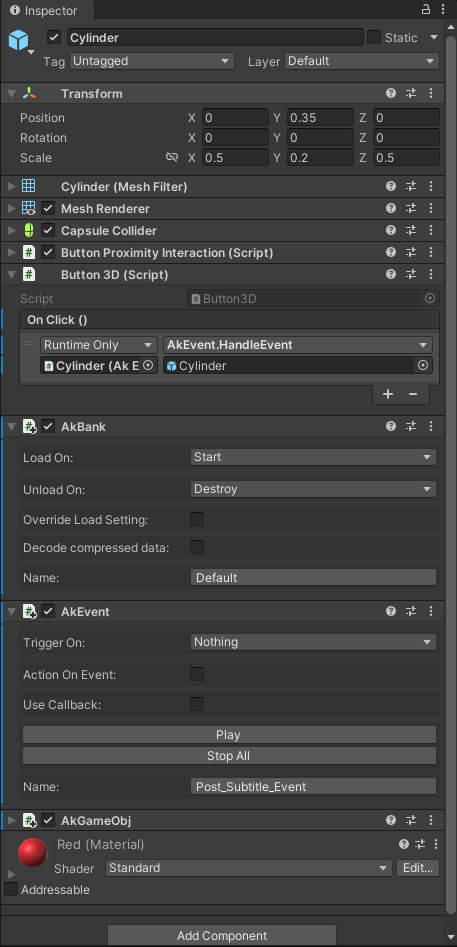 Inspector
Cylinder Static
Tag Untagged Layer Default
Transform
Position X 0 Y 0.35 Z 0
Rotation X 0 Y 0 Z 0
Scale X 0.5 Y 0.2 Z 0.5
Cylinder (Mesh Filter)
Mesh Renderer
Capsule Collider
Button Proximity Interaction (Script)
Button 3D (Script)
Script Button3D
On Click ()
Runtime Only AkEvent.HandleEvent
Cylinder (Ak E Cylinder
AkBank
Load On: Start
Unload On: Destroy
Override Load Setting:
Decode compressed data:
Name: Default
AkEvent
Trigger On: Nothing
Action On Event:
Use Callback:
Play
Stop All
Name: Post_Subtitle_Event
AkGameObj
Red (Material)
Shader Standard Edit...
Addressable
Add Component